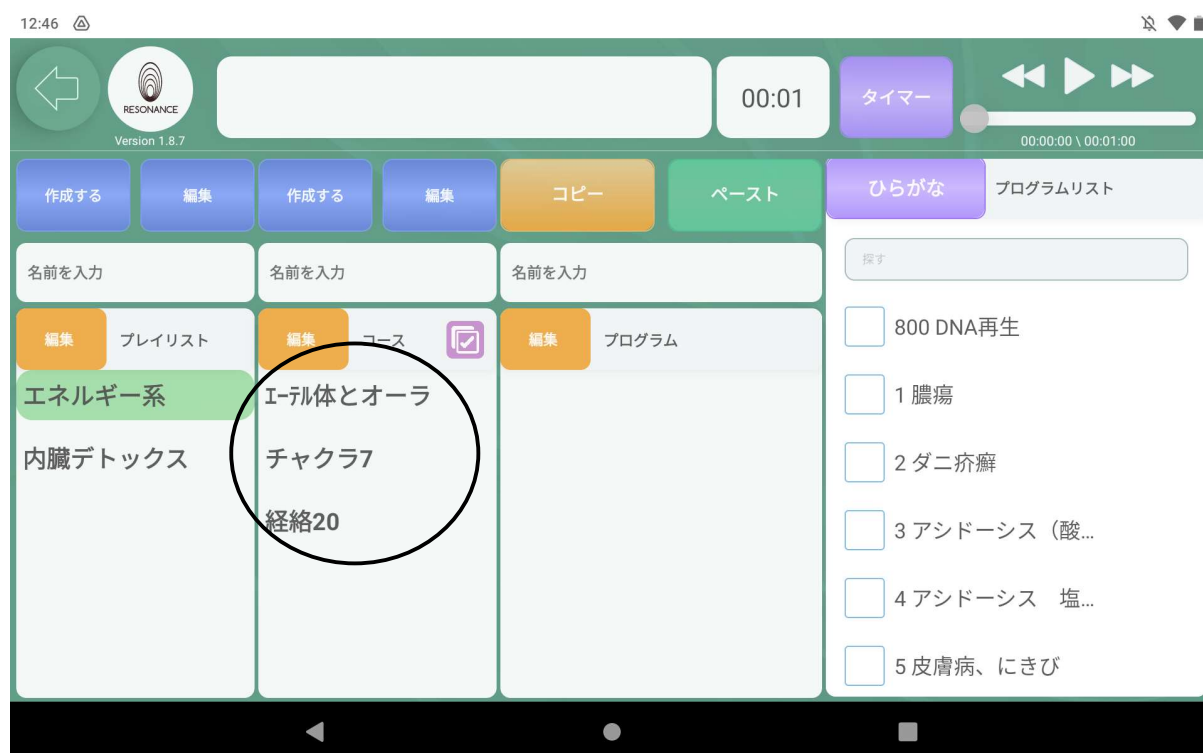 12:46
RESONANCE
Version 1.8.7
00:01
タイマー
00:00:00 \ 00:01:00
作成する
編集
作成する
編集
コピー
ペースト
ひらがな
プログラムリスト
名前を入力
名前を入力
名前を入力
探す
編集
プレイリスト
編集
コース
編集
プログラム
エネルギー系
内臓デトックス
ｴｰﾃﾙ体とオーラ
チャクラ7
経絡20
800 DNA再生
1 膿瘍
2 ダニ疥癬
3 アシドーシス（酸...
4 アシドーシス　塩...
5 皮膚病、にきび